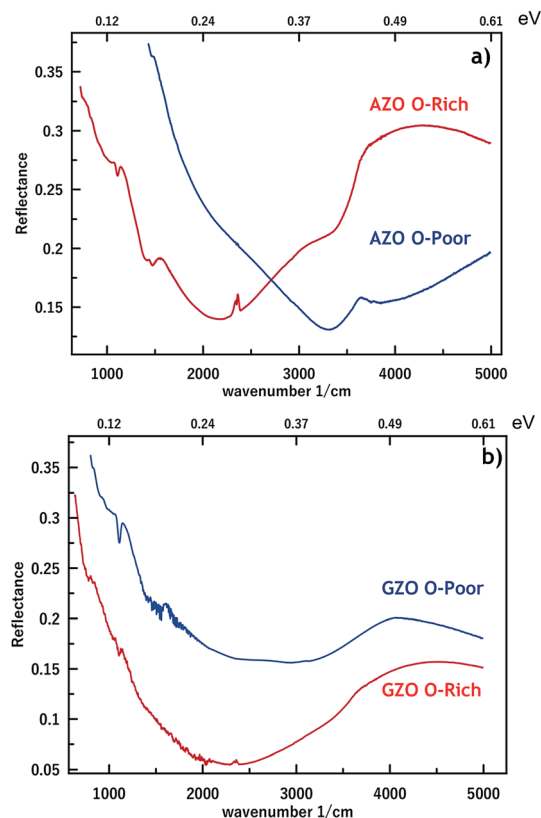 0.12 0.24 0.37 0.49 0.61 eV
a)
0.35
AZO O-Rich
0.3
0.25
Reflectance
AZO O-Poor
0.2
0.15
1000 2000 3000 4000 5000
wavenumber 1/cm
0.12 0.24 0.37 0.49 0.61 eV
b)
0.35
0.3
0.25
GZO O-Poor
Reflectance
0.2
0.15
GZO O-Rich
0.1
0.05
1000 2000 3000 4000 5000
wavenumber 1/cm